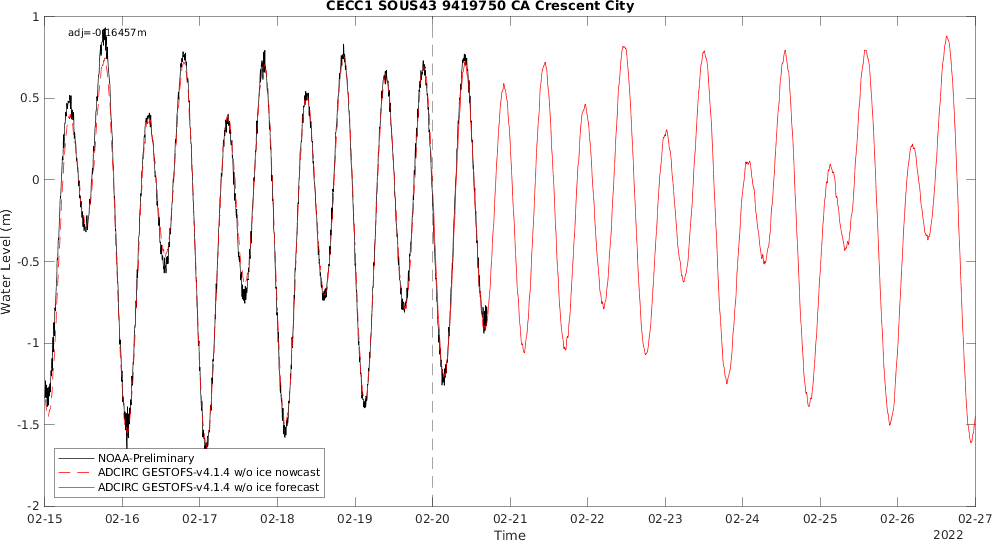 CECC1 SOUS43 9419750 CA Crescent City
adj=-0.16457m
1
0.5
0
-0.5
-1
-1.5
-2
Water Level (m)
NOAA-Preliminary
ADCIRC GESTOFS-v4.1.4 w/o ice nowcast
ADCIRC GESTOFS-v4.1.4 w/o ice forecast
02-15 02-16 02-17 02-18 02-19 02-20 02-21 02-22 02-23 02-24 02-25 02-26 02-27
Time
2022